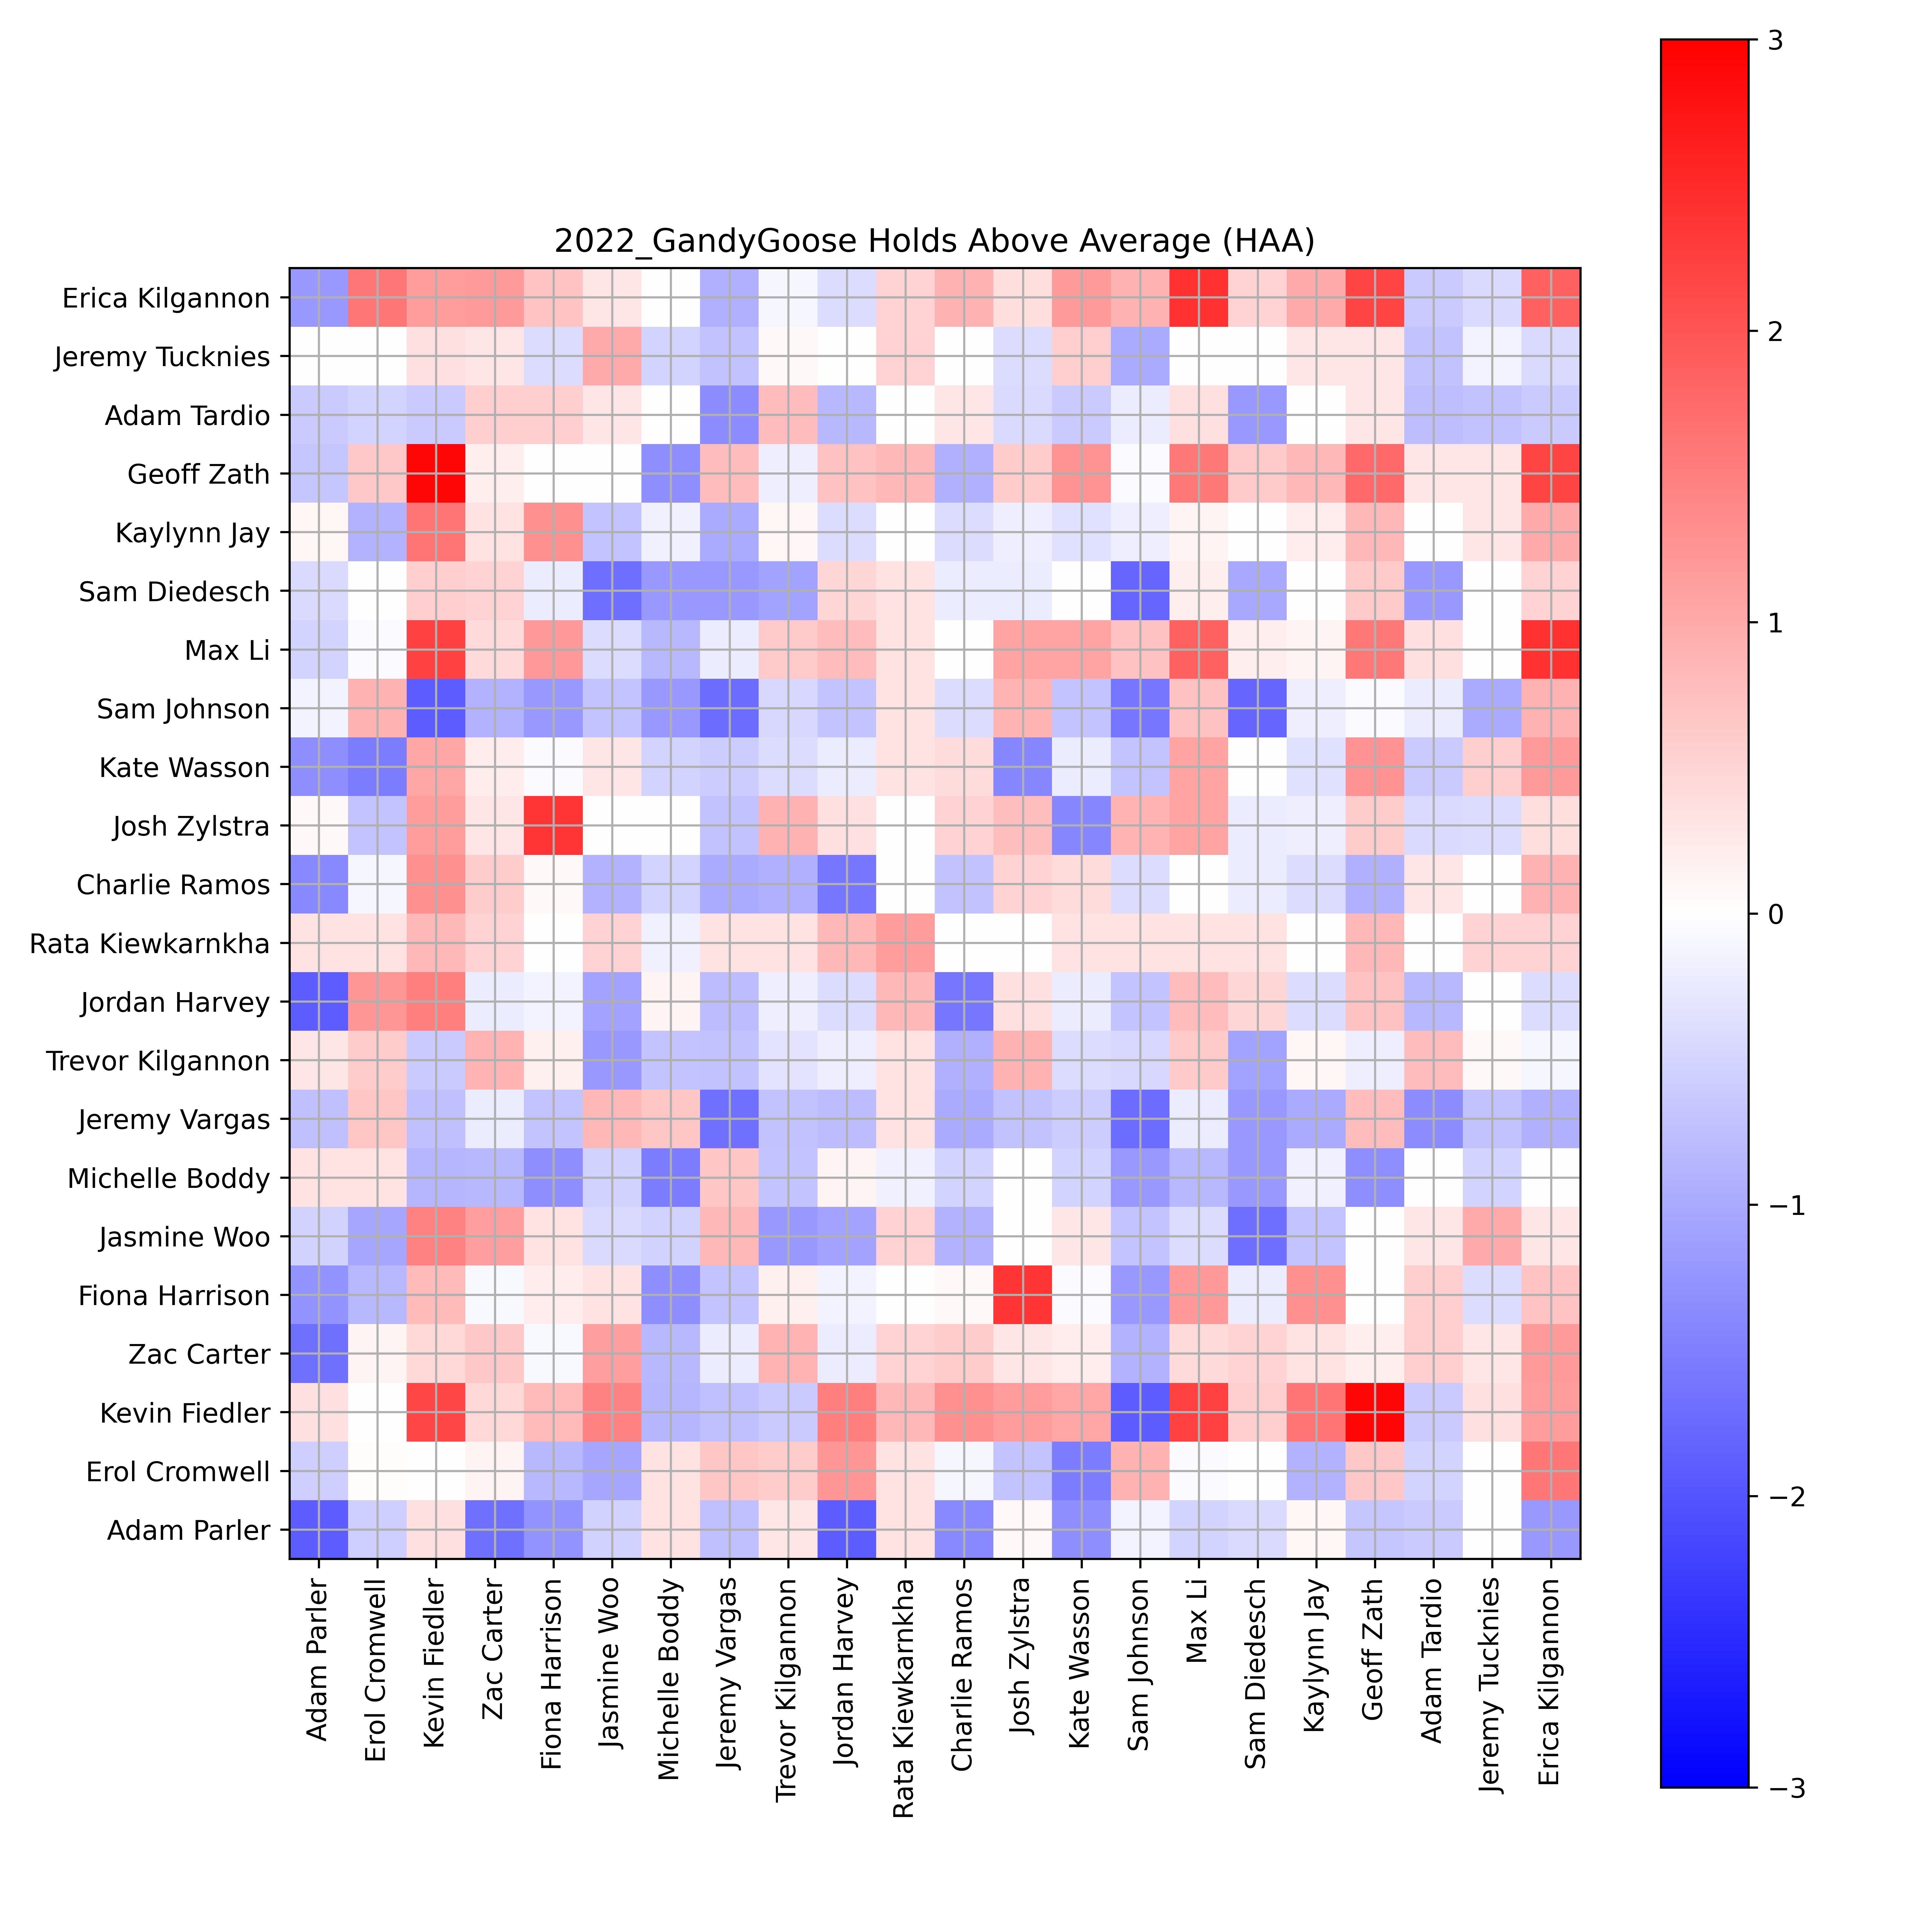 2022_GandyGoose Holds Above Average (HAA)
Erica Kilgannon
Jeremy Tucknies
Adam Tardio
Geoff Zath
Kaylynn Jay
Sam Diedesch
Max Li
Sam Johnson
Kate Wasson
Josh Zylstra
Charlie Ramos
Rata Kiewkarnkha
Jordan Harvey
Trevor Kilgannon
Jeremy Vargas
Michelle Boddy
Jasmine Woo
Fiona Harrison
Zac Carter
Kevin Fiedler
Erol Cromwell
Adam Parler
Adam Parler
Erol Cromwell
Kevin Fiedler
Zac Carter
Fiona Harrison
Jasmine Woo
Michelle Boddy
Jeremy Vargas
Trevor Kilgannon
Jordan Harvey
Rata Kiewkarnkha
Charlie Ramos
Josh Zylstra
Kate Wasson
Sam Johnson
Max Li
Sam Diedesch
Kaylynn Jay
Geoff Zath
Adam Tardio
Jeremy Tucknies
Erica Kilgannon
3
2
1
0
−1
−2
−3